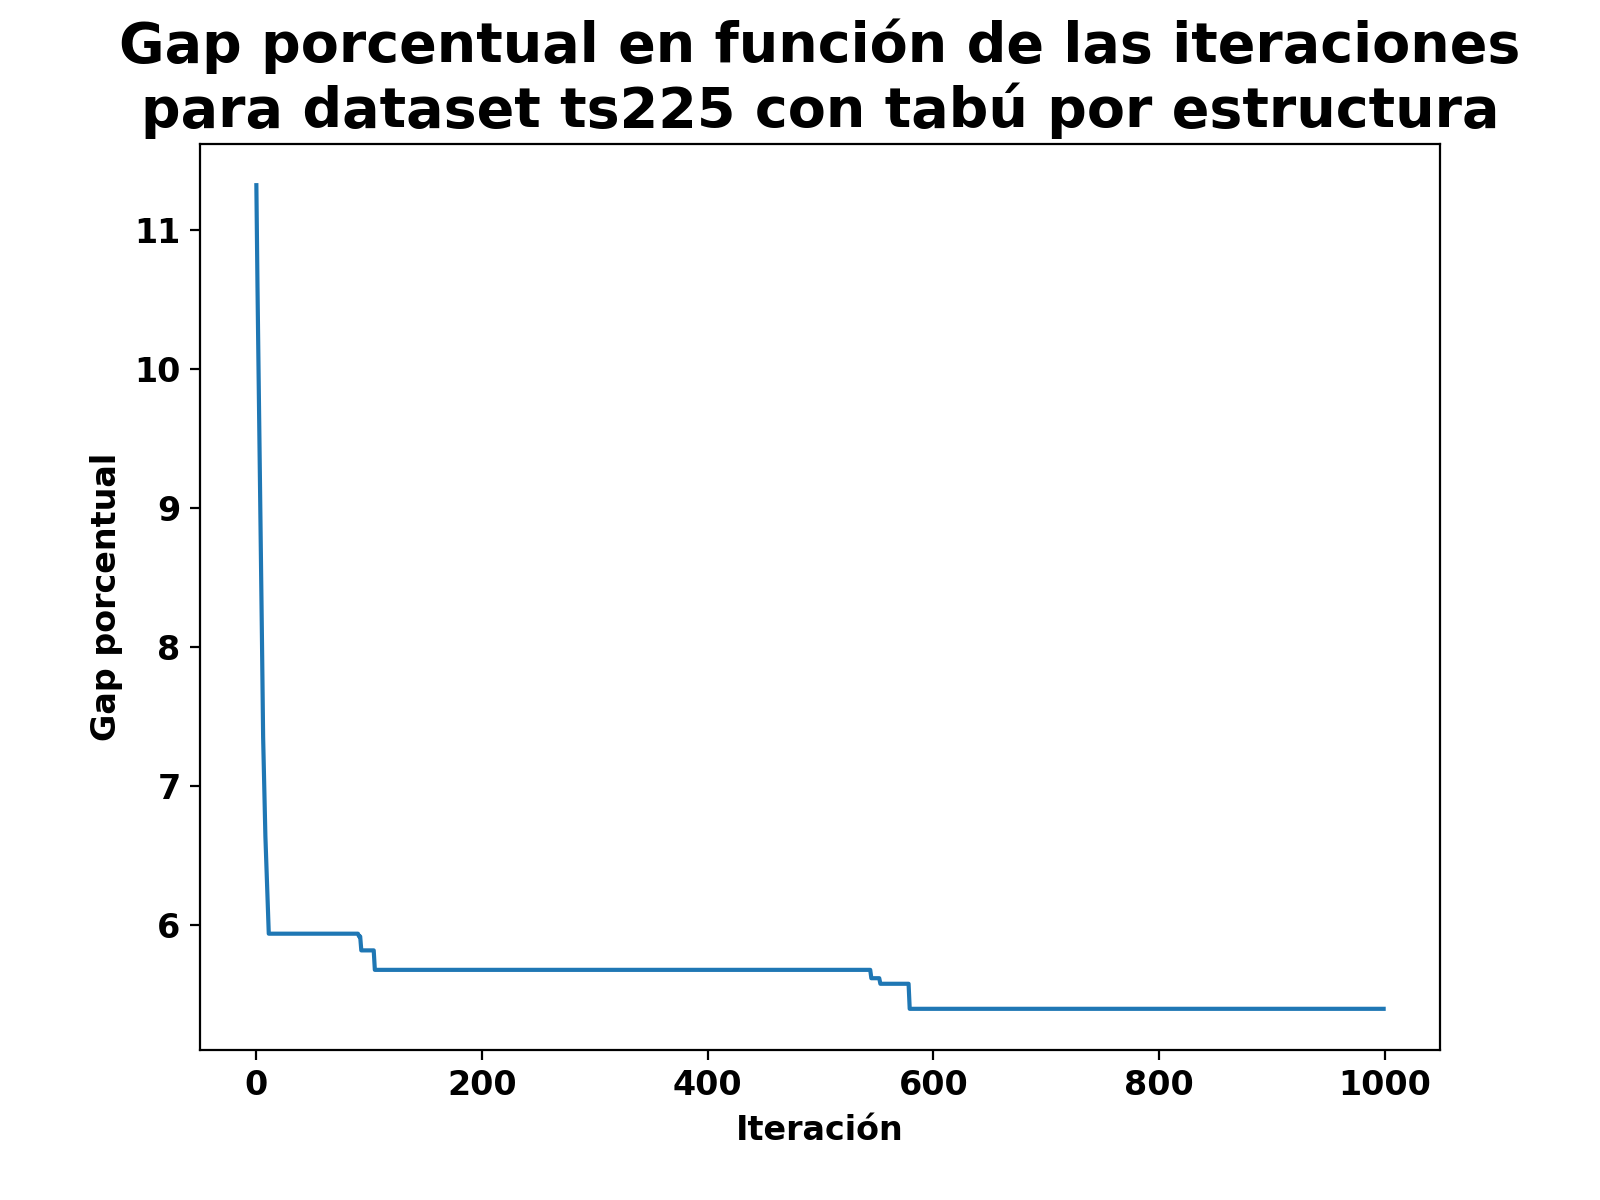 Gap porcentual en función de las iteraciones
para dataset ts225 con tabú por estructura
11
10
9
8
7
6
Gap porcentual
0 200 400 600 800 1000
Iteración